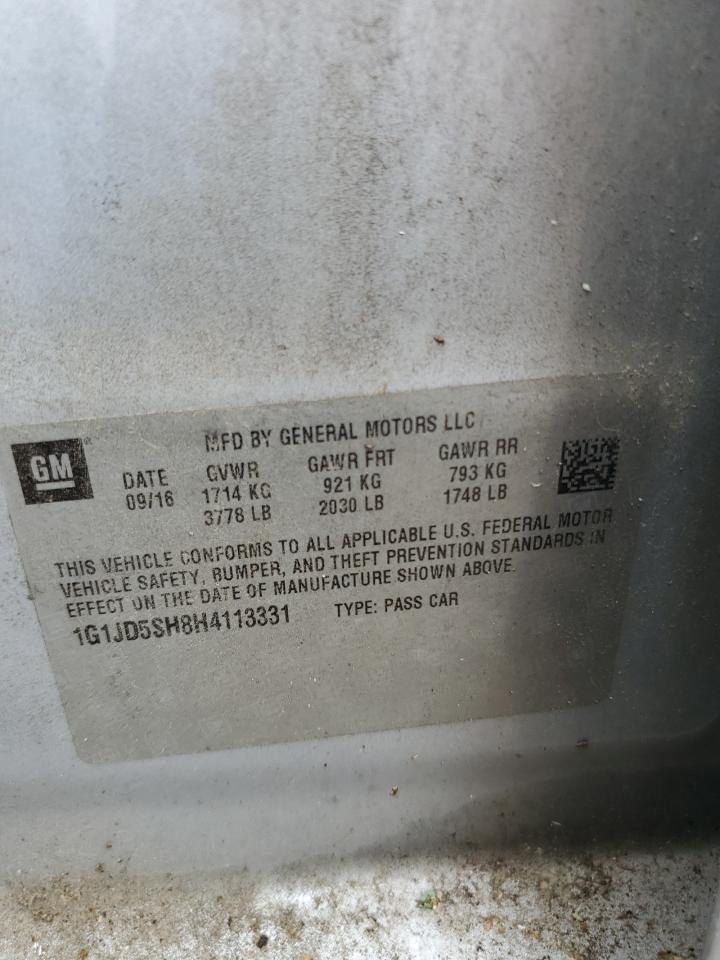 GM
MFD BY GENERAL MOTORS LLC
DATE GVWR GAWR FRT GAWR RR
09/16 1714 KG 921 KG 793 KG
3778 LB 2030 LB 1748 LB
THIS VEHICLE CONFORMS TO ALL APPLICABLE U.S. FEDERAL MOTOR
VEHICLE SAFETY, BUMPER, AND THEFT PREVENTION STANDARDS IN
EFFECT ON THE DATE OF MANUFACTURE SHOWN ABOVE.
1G1JD5SH8H4113331 TYPE: PASS CAR